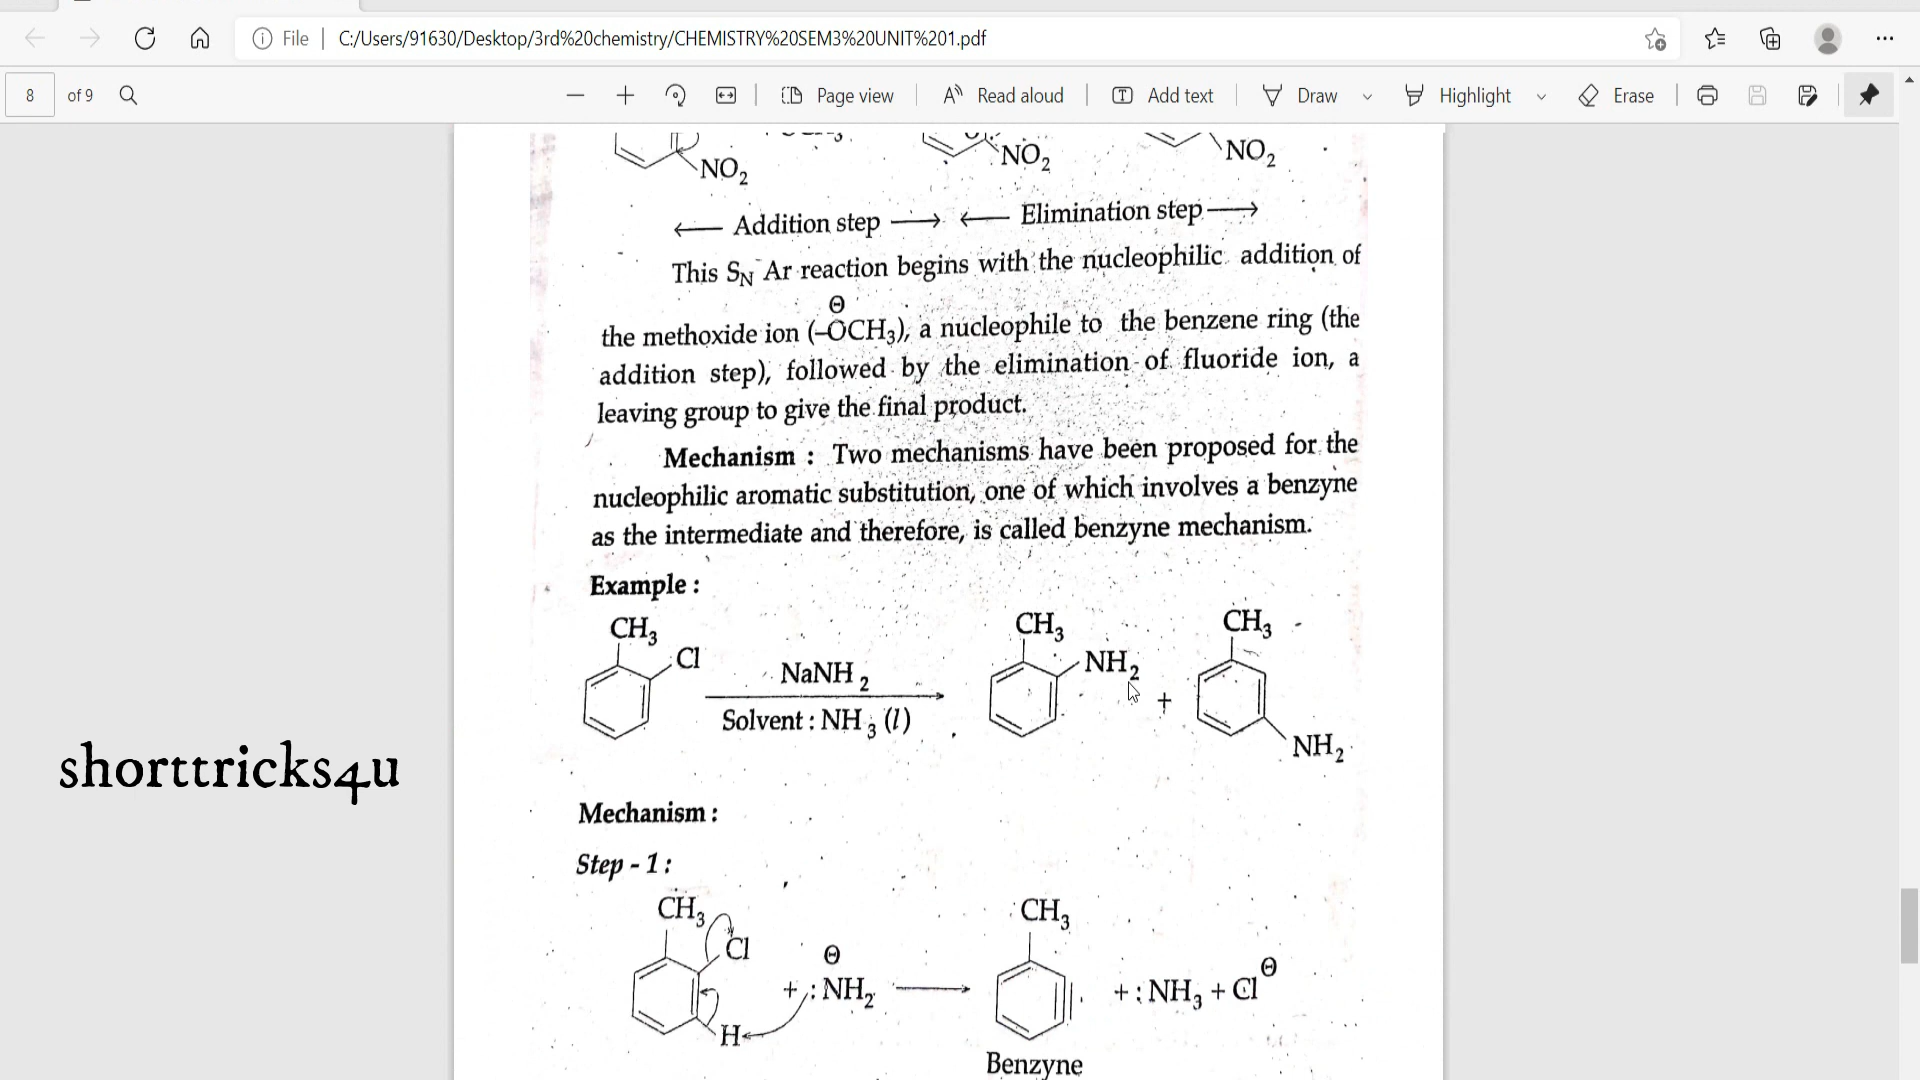 File | C:/Users/91630/Desktop/3rd%20chemistry/CHEMISTRY%20SEM3%20UNIT%201.pdf
8 of 9 Page view Read aloud Add text Draw Highlight Erase
NO2 NO2 NO2
⟵ Addition step ⟶ ⟵ Elimination step ⟶
This SN Ar reaction begins with the nucleophilic addition of
⊖
the methoxide ion (–OCH3), a nucleophile to the benzene ring (the
addition step), followed by the elimination of fluoride ion, a
leaving group to give the final product.
Mechanism : Two mechanisms have been proposed for the
nucleophilic aromatic substitution, one of which involves a benzyne
as the intermediate and therefore, is called benzyne mechanism.
Example :
CH3 CH3 CH3
Cl NaNH2 NH2
Solvent : NH3 (l) +
NH2
shorttricks4u
Mechanism :
Step - 1 :
CH3 CH3
Cl ⊖ ⊖
+ : NH2 ⟶ + : NH3 + Cl
H
Benzyne